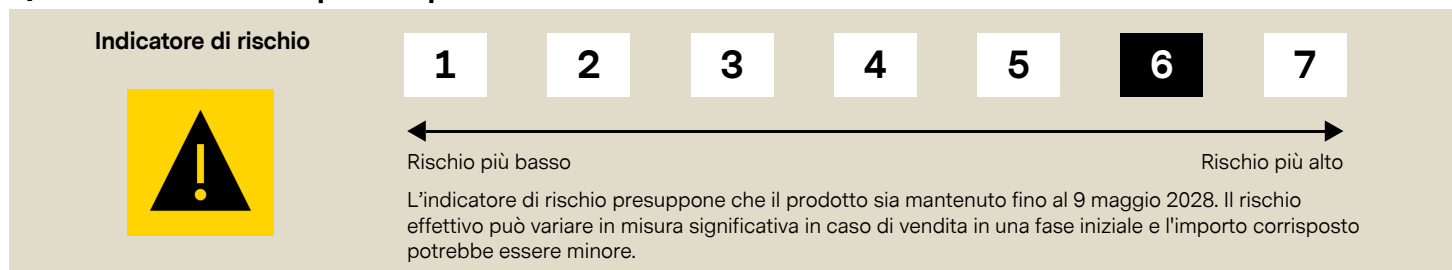 Indicatore di rischio
1 2 3 4 5 6 7
Rischio più basso Rischio più alto
L'indicatore di rischio presuppone che il prodotto sia mantenuto fino al 9 maggio 2028. Il rischio
effettivo può variare in misura significativa in caso di vendita in una fase iniziale e l'importo corrisposto
potrebbe essere minore.